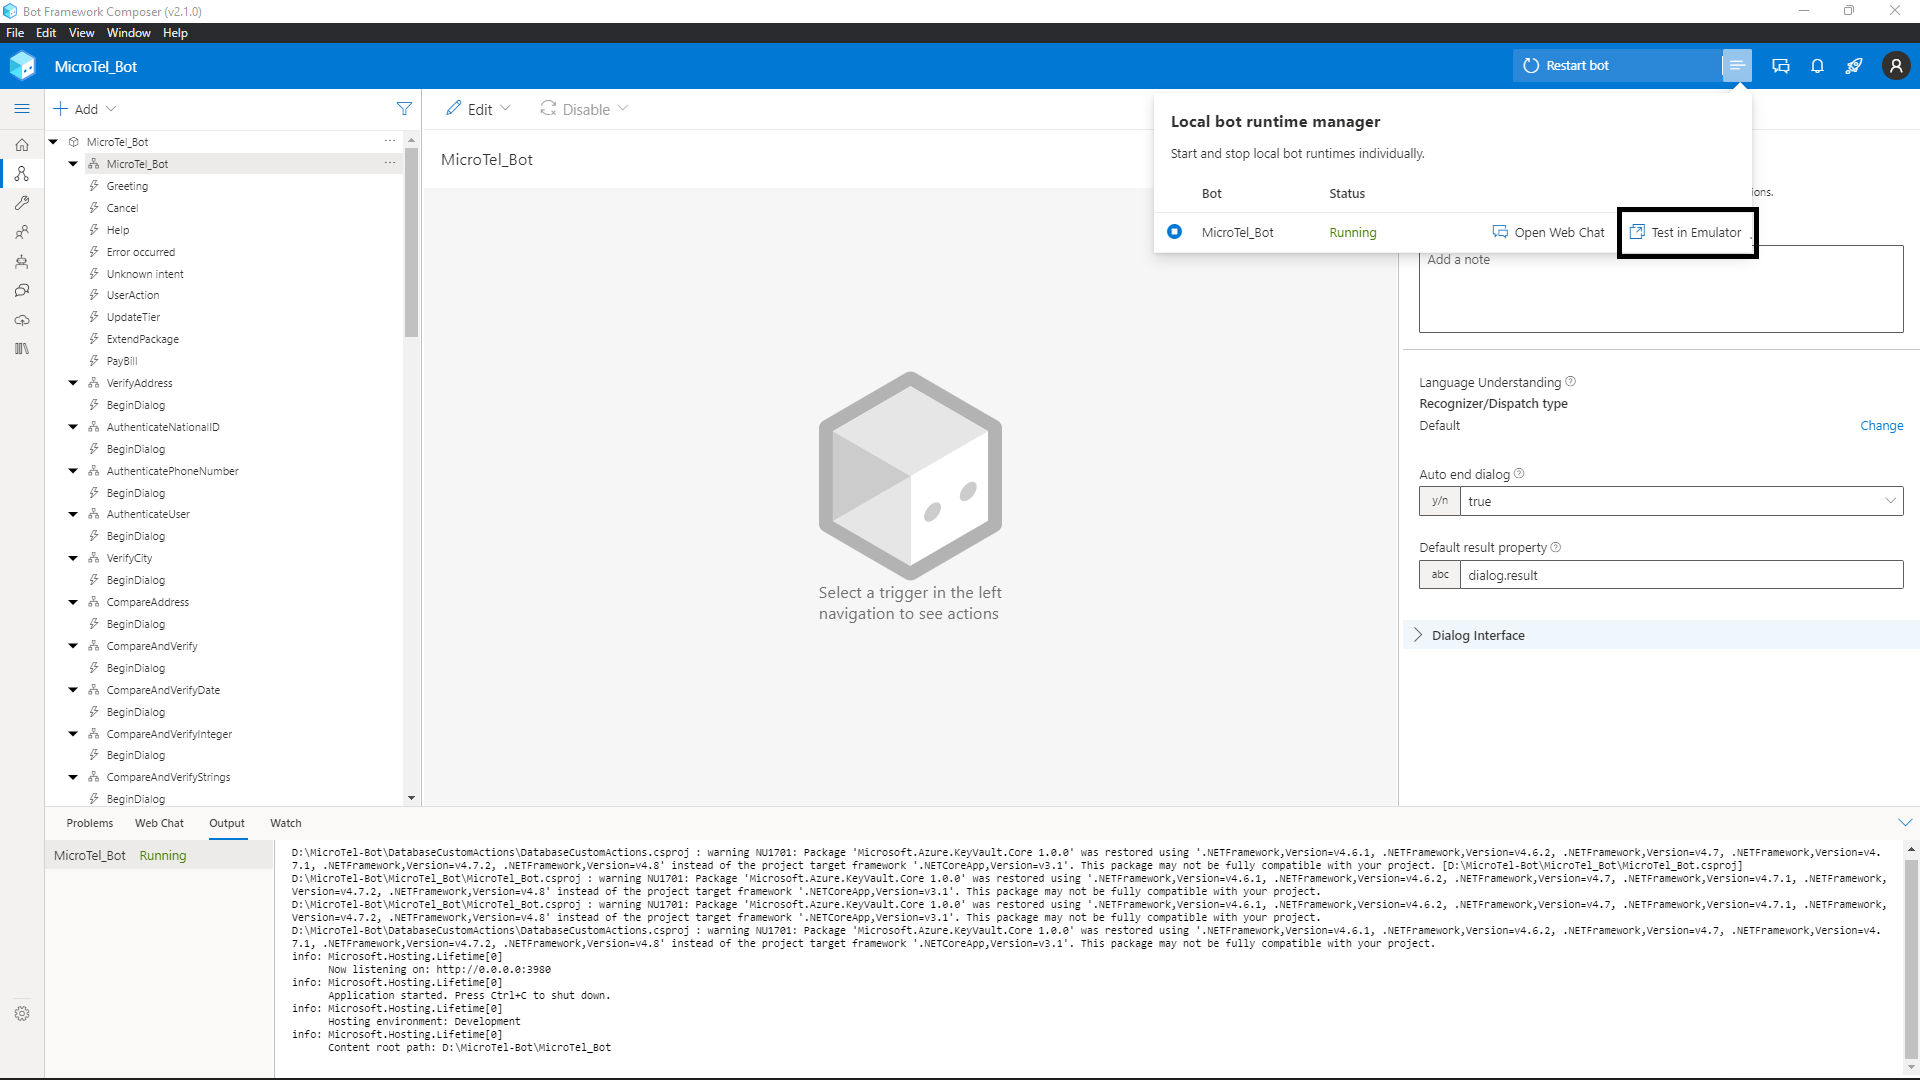 Bot Framework Composer (v2.1.0)
File Edit View Window Help
MicroTel_Bot
Restart bot
Add
Edit
Disable
MicroTel_Bot
MicroTel_Bot
Greeting
Cancel
Help
Error occurred
Unknown intent
UserAction
UpdateTier
ExtendPackage
PayBill
VerifyAddress
BeginDialog
AuthenticateNationalID
BeginDialog
AuthenticatePhoneNumber
BeginDialog
AuthenticateUser
BeginDialog
VerifyCity
BeginDialog
CompareAddress
BeginDialog
CompareAndVerify
BeginDialog
CompareAndVerifyDate
BeginDialog
CompareAndVerifyInteger
BeginDialog
CompareAndVerifyStrings
BeginDialog
MicroTel_Bot
Select a trigger in the left
navigation to see actions
Local bot runtime manager
Start and stop local bot runtimes individually.
Bot Status
MicroTel_Bot Running Open Web Chat Test in Emulator
ions.
Add a note
Language Understanding
Recognizer/Dispatch type
Default Change
Auto end dialog
y/n true
Default result property
abc dialog.result
Dialog Interface
Problems Web Chat Output Watch
MicroTel_Bot Running
D:\MicroTel-Bot\DatabaseCustomActions\DatabaseCustomActions.csproj : warning NU1701: Package 'Microsoft.Azure.KeyVault.Core 1.0.0' was restored using '.NETFramework,Version=v4.6.1, .NETFramework,Version=v4.6.2, .NETFramework,Version=v4.7, .NETFramework,Version=v4.
7.1, .NETFramework,Version=v4.7.2, .NETFramework,Version=v4.8' instead of the project target framework '.NETCoreApp,Version=v3.1'. This package may not be fully compatible with your project. [D:\MicroTel-Bot\MicroTel_Bot\MicroTel_Bot.csproj]
D:\MicroTel-Bot\MicroTel_Bot\MicroTel_Bot.csproj : warning NU1701: Package 'Microsoft.Azure.KeyVault.Core 1.0.0' was restored using '.NETFramework,Version=v4.6.1, .NETFramework,Version=v4.6.2, .NETFramework,Version=v4.7, .NETFramework,Version=v4.7.1, .NETFramework,
Version=v4.7.2, .NETFramework,Version=v4.8' instead of the project target framework '.NETCoreApp,Version=v3.1'. This package may not be fully compatible with your project.
D:\MicroTel-Bot\MicroTel_Bot\MicroTel_Bot.csproj : warning NU1701: Package 'Microsoft.Azure.KeyVault.Core 1.0.0' was restored using '.NETFramework,Version=v4.6.1, .NETFramework,Version=v4.6.2, .NETFramework,Version=v4.7, .NETFramework,Version=v4.7.1, .NETFramework,
Version=v4.7.2, .NETFramework,Version=v4.8' instead of the project target framework '.NETCoreApp,Version=v3.1'. This package may not be fully compatible with your project.
D:\MicroTel-Bot\DatabaseCustomActions\DatabaseCustomActions.csproj : warning NU1701: Package 'Microsoft.Azure.KeyVault.Core 1.0.0' was restored using '.NETFramework,Version=v4.6.1, .NETFramework,Version=v4.6.2, .NETFramework,Version=v4.7, .NETFramework,Version=v4.
7.1, .NETFramework,Version=v4.7.2, .NETFramework,Version=v4.8' instead of the project target framework '.NETCoreApp,Version=v3.1'. This package may not be fully compatible with your project.
info: Microsoft.Hosting.Lifetime[0]
Now listening on: http://0.0.0.0:3980
info: Microsoft.Hosting.Lifetime[0]
Application started. Press Ctrl+C to shut down.
info: Microsoft.Hosting.Lifetime[0]
Hosting environment: Development
info: Microsoft.Hosting.Lifetime[0]
Content root path: D:\MicroTel-Bot\MicroTel_Bot